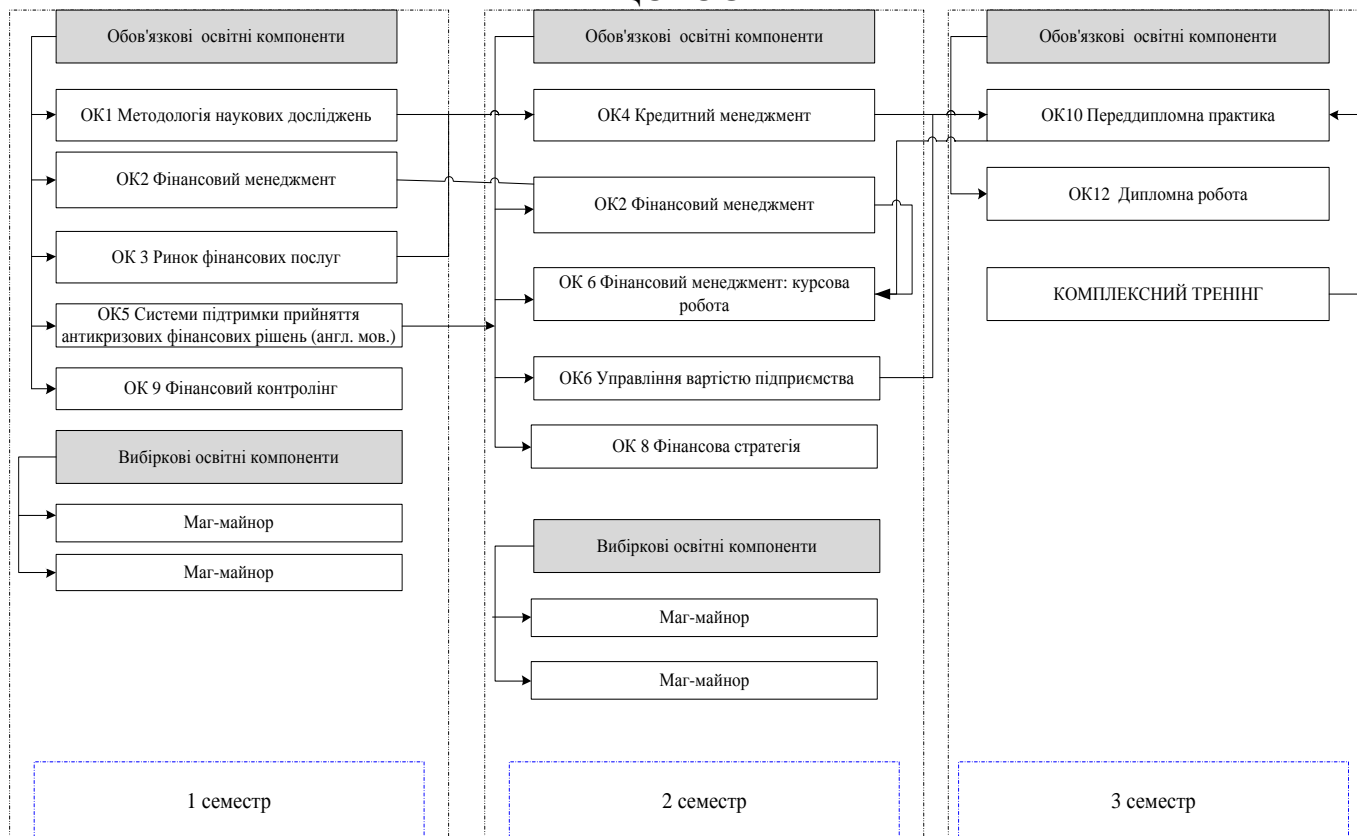 Обов'язкові освітні компоненти
ОК1 Методологія наукових досліджень
ОК2 Фінансовий менеджмент
ОК 3 Ринок фінансових послуг
ОК5 Системи підтримки прийняття
антикризових фінансових рішень (англ. мов.)
ОК 9 Фінансовий контролінг
Вибіркові освітні компоненти
Маг-майнор
Маг-майнор
1 семестр
Обов'язкові освітні компоненти
ОК4 Кредитний менеджмент
ОК2 Фінансовий менеджмент
ОК 6 Фінансовий менеджмент: курсова
робота
ОК6 Управління вартістю підприємства
ОК 8 Фінансова стратегія
Вибіркові освітні компоненти
Маг-майнор
Маг-майнор
2 семестр
Обов'язкові освітні компоненти
ОК10 Переддипломна практика
ОК12 Дипломна робота
КОМПЛЕКСНИЙ ТРЕНІНГ
3 семестр